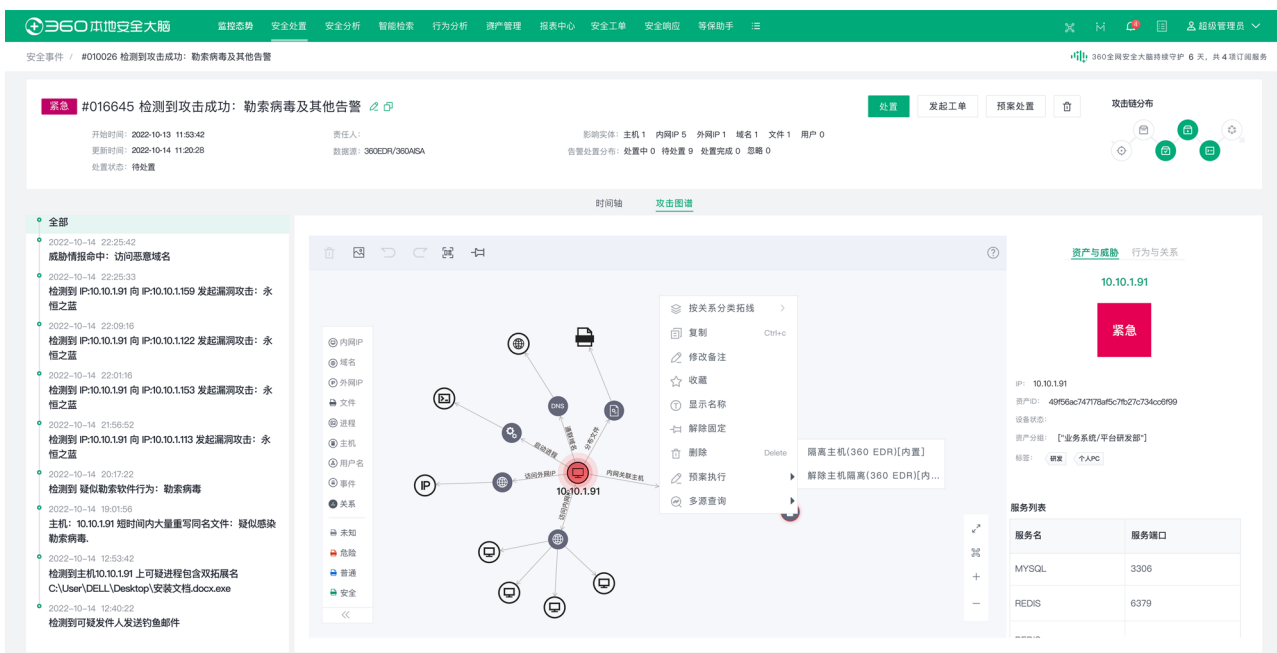 360本地安全大脑
监控态势 安全处置 安全分析 智能检索 行为分析 资产管理 报表中心 安全工单 安全响应 等保助手
4
超级管理员
安全事件 / #010026 检测到攻击成功：勒索病毒及其他告警
360全网安全大脑持续守护 6 天，共 4 项订阅服务
紧急 #016645 检测到攻击成功：勒索病毒及其他告警
处置 发起工单 预案处置
攻击链分布
开始时间： 2022-10-13 11:53:42
责任人：
影响实体：主机 1 内网IP 5 外网IP 1 域名 1 文件 1 用户 0
更新时间： 2022-10-14 11:20:28
数据源： 360EDR/360AISA
告警处置分布：处置中 0 待处置 9 处置完成 0 忽略 0
处置状态：待处置
时间轴 攻击图谱
全部
2022-10-14 22:25:42
威胁情报命中：访问恶意域名
2022-10-14 22:25:33
检测到 IP:10.10.1.91 向 IP:10.10.1.159 发起漏洞攻击：永
恒之蓝
2022-10-14 22:09:16
检测到 IP:10.10.1.91 向 IP:10.10.1.122 发起漏洞攻击：永
恒之蓝
2022-10-14 22:01:16
检测到 IP:10.10.1.91 向 IP:10.10.1.153 发起漏洞攻击：永
恒之蓝
2022-10-14 21:56:52
检测到 IP:10.10.1.91 向 IP:10.10.1.113 发起漏洞攻击：永
恒之蓝
2022-10-14 20:17:22
检测到 疑似勒索软件行为：勒索病毒
2022-10-14 19:01:56
主机：10.10.1.91 短时间内大量重写同名文件：疑似感染
勒索病毒.
2022-10-14 12:53:42
检测到主机10.10.1.91 上可疑进程包含双拓展名
C:\User\DELL\Desktop\安装文档.docx.exe
2022-10-14 12:40:22
检测到可疑发件人发送钓鱼邮件
内网IP
域名
外网IP
文件
进程
主机
用户名
事件
关系
未知
危险
普通
安全
DNS
IP
启动进程
请联域名
分布文件
访问外网IP
内网关联主机
访问内网
10.10.1.91
按关系分类拓线
复制 Ctrl+c
修改备注
收藏
显示名称
解除固定
删除 Delete
预案执行
多源查询
隔离主机(360 EDR)[内置]
解除主机隔离(360 EDR)[内...
资产与威胁 行为与关系
10.10.1.91
紧急
IP： 10.10.1.91
资产ID： 49f56ac747178af5c7fb27c734cc6f99
设备状态：
资产分组： ["业务系统/平台研发部"]
标签： 研发 个人PC
服务列表
服务名 服务端口
MYSQL 3306
REDIS 6379